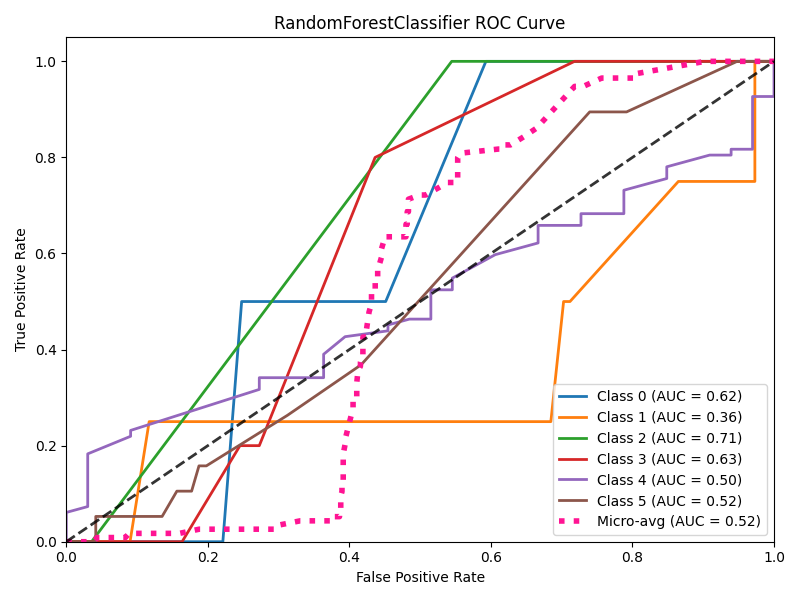 RandomForestClassifier ROC Curve
True Positive Rate
1.0
0.8
0.6
0.4
0.2
0.0
0.0 0.2 0.4 0.6 0.8 1.0
False Positive Rate
Class 0 (AUC = 0.62)
Class 1 (AUC = 0.36)
Class 2 (AUC = 0.71)
Class 3 (AUC = 0.63)
Class 4 (AUC = 0.50)
Class 5 (AUC = 0.52)
Micro-avg (AUC = 0.52)